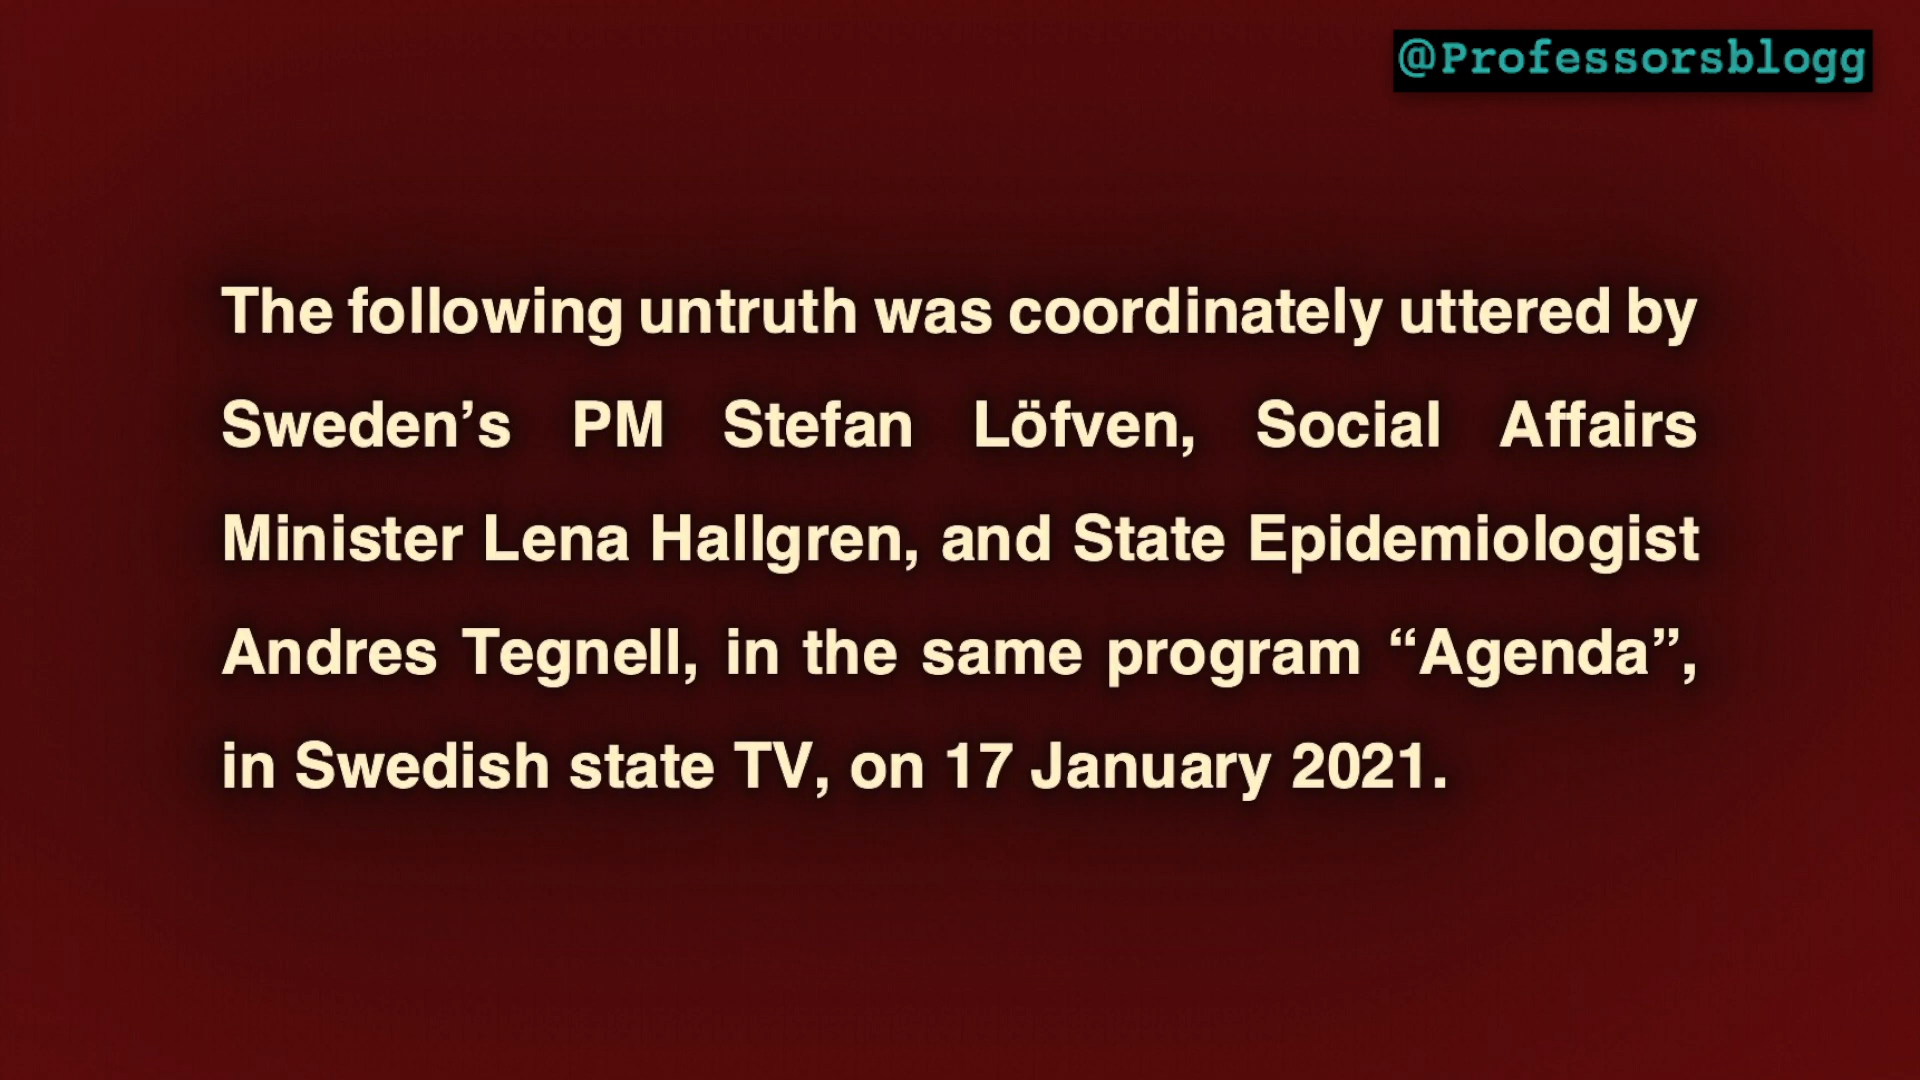 @Professorsblogg
The following untruth was coordinately uttered by
Sweden’s PM Stefan Löfven, Social Affairs
Minister Lena Hallgren, and State Epidemiologist
Andres Tegnell, in the same program “Agenda”,
in Swedish state TV, on 17 January 2021.